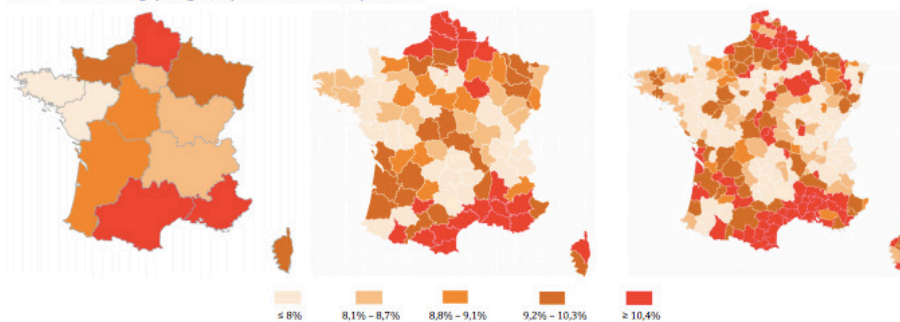 ≤ 8% 8,1% – 8,7% 8,8% – 9,1% 9,2% – 10,3% ≥ 10,4%